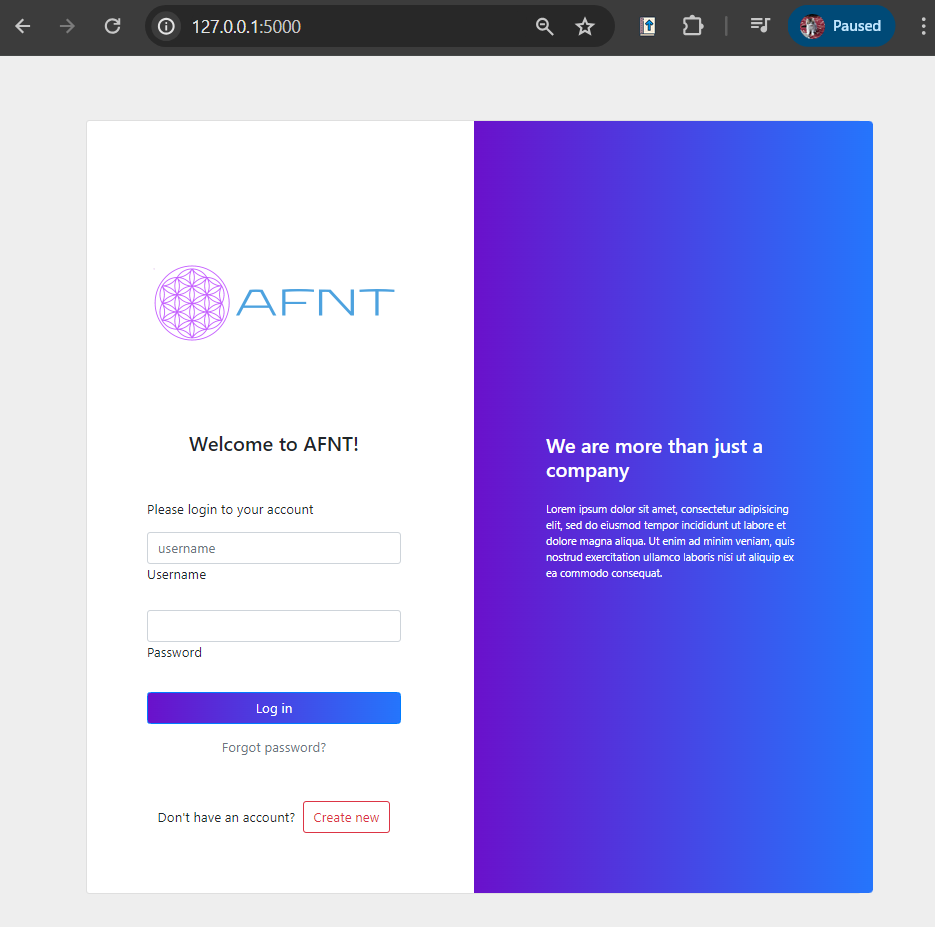 127.0.0.1:5000
Paused
AFNT
Welcome to AFNT!
Please login to your account
username
Username
Password
Log in
Forgot password?
Don't have an account? Create new
We are more than just a
company
Lorem ipsum dolor sit amet, consectetur adipisicing
elit, sed do eiusmod tempor incididunt ut labore et
dolore magna aliqua. Ut enim ad minim veniam, quis
nostrud exercitation ullamco laboris nisi ut aliquip ex
ea commodo consequat.